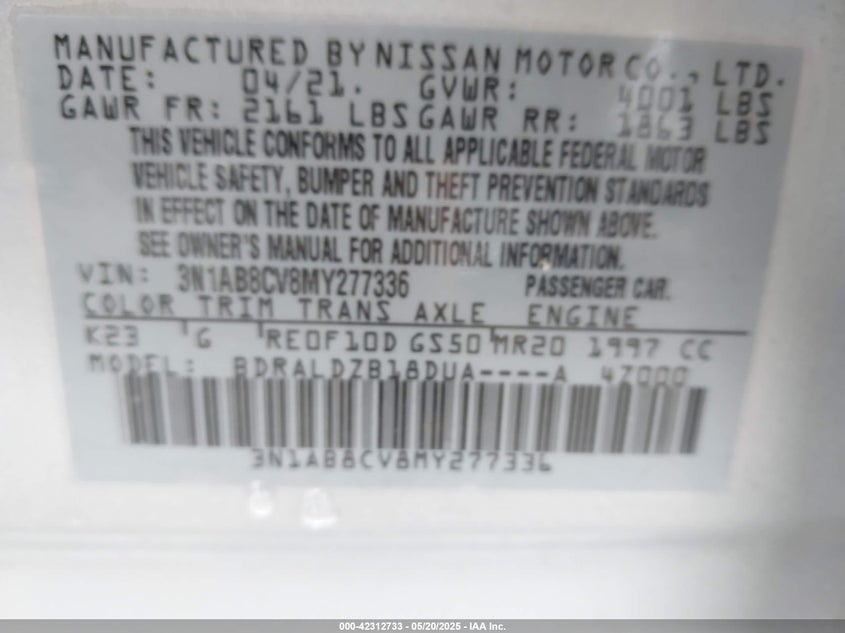 MANUFACTURED BY NISSAN MOTOR CO., LTD.
DATE: 04/21. GVWR: 4001 LBS
GAWR FR: 2161 LBS GAWR RR: 1863 LBS
THIS VEHICLE CONFORMS TO ALL APPLICABLE FEDERAL MOTOR
VEHICLE SAFETY, BUMPER AND THEFT PREVENTION STANDARDS
IN EFFECT ON THE DATE OF MANUFACTURE SHOWN ABOVE.
SEE OWNER'S MANUAL FOR ADDITIONAL INFORMATION.
VIN: 3N1AB8CV8MY277336 PASSENGER CAR.
COLOR TRIM TRANS AXLE ENGINE
K23 G RE0F10D GS50 MR20 1997 CC
MODEL: BDRALDZB18DUA----A 47000
3N1AB8CV8MY277336
000-42312733 - 05/20/2025 - IAA Inc.